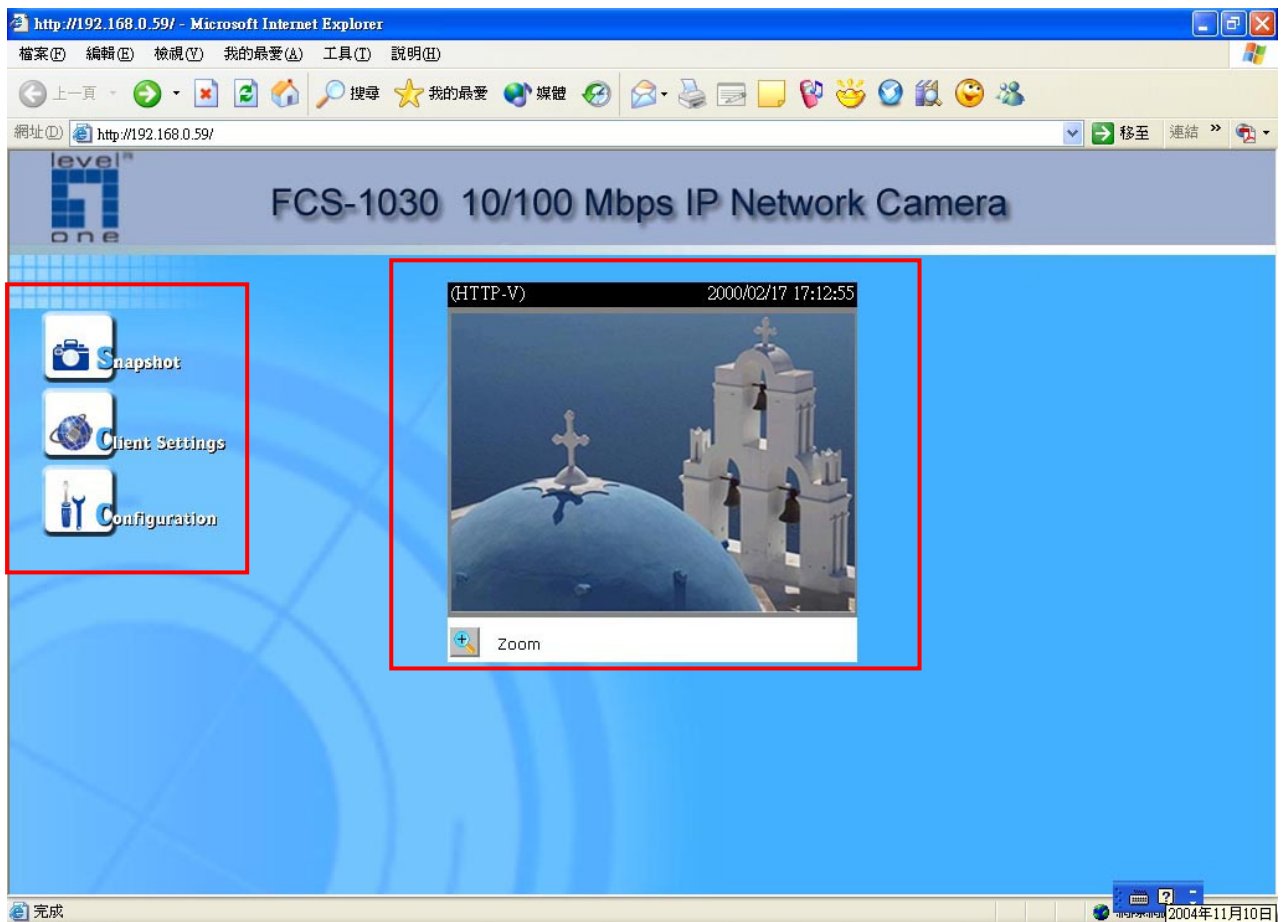 http://192.168.0.59/ - Microsoft Internet Explorer
檔案(F) 編輯(E) 檢視(V) 我的最愛(A) 工具(T) 說明(H)
上一頁 搜尋 我的最愛 媒體
網址(D) http://192.168.0.59/ 移至 連結 »
level one
FCS-1030 10/100 Mbps IP Network Camera
(HTTP-V) 2000/02/17 17:12:55
Snapshot
Client Settings
Configuration
Zoom
完成
2004年11月10日